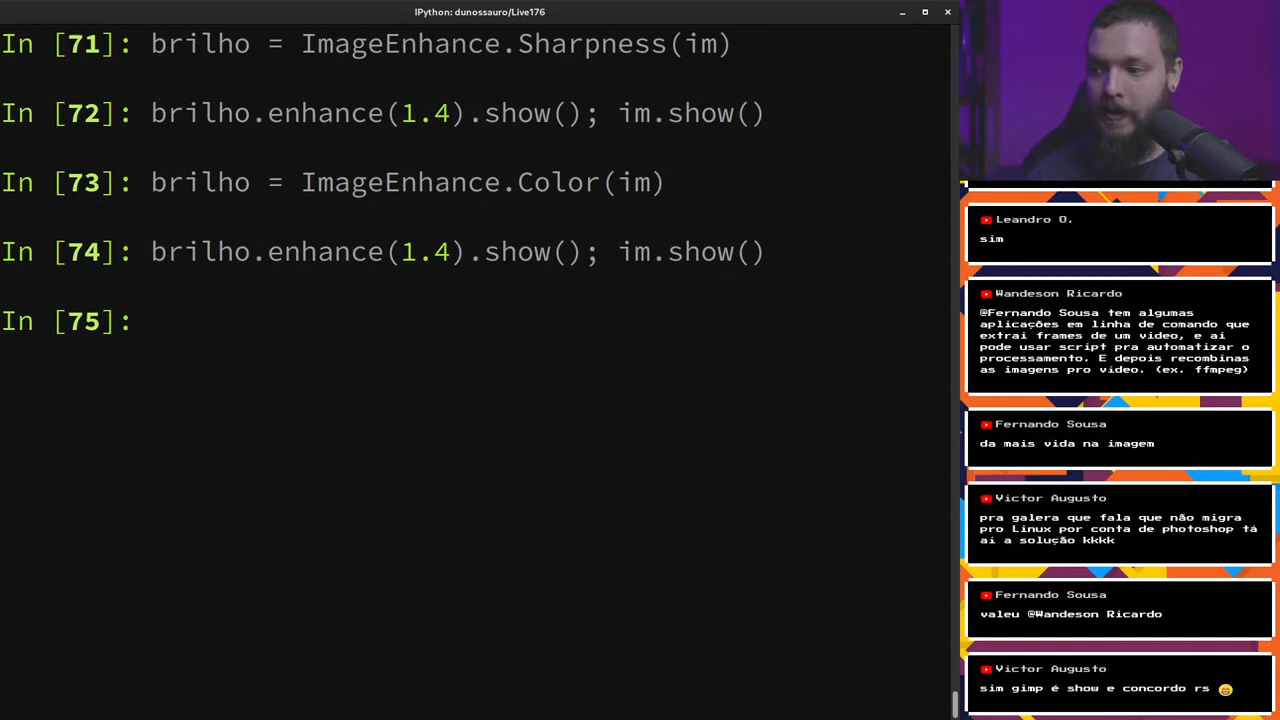 IPython: dunossauro/Live176
In [71]: brilho = ImageEnhance.Sharpness(im)
In [72]: brilho.enhance(1.4).show(); im.show()
In [73]: brilho = ImageEnhance.Color(im)
In [74]: brilho.enhance(1.4).show(); im.show()
In [75]:
Leandro O.
sim
Wandeson Ricardo
@Fernando Sousa tem algumas
aplicações em linha de comando que
extrai frames de um video, e ai
pode usar script pra automatizar o
processamento. E depois recombinas
as imagens pro vídeo. (ex. ffmpeg)
Fernando Sousa
da mais vida na imagem
Victor Augusto
pra galera que fala que não migra
pro Linux por conta de photoshop tá
ai a solução kkkk
Fernando Sousa
valeu @Wandeson Ricardo
Victor Augusto
sim gimp é show e concordo rs 😄